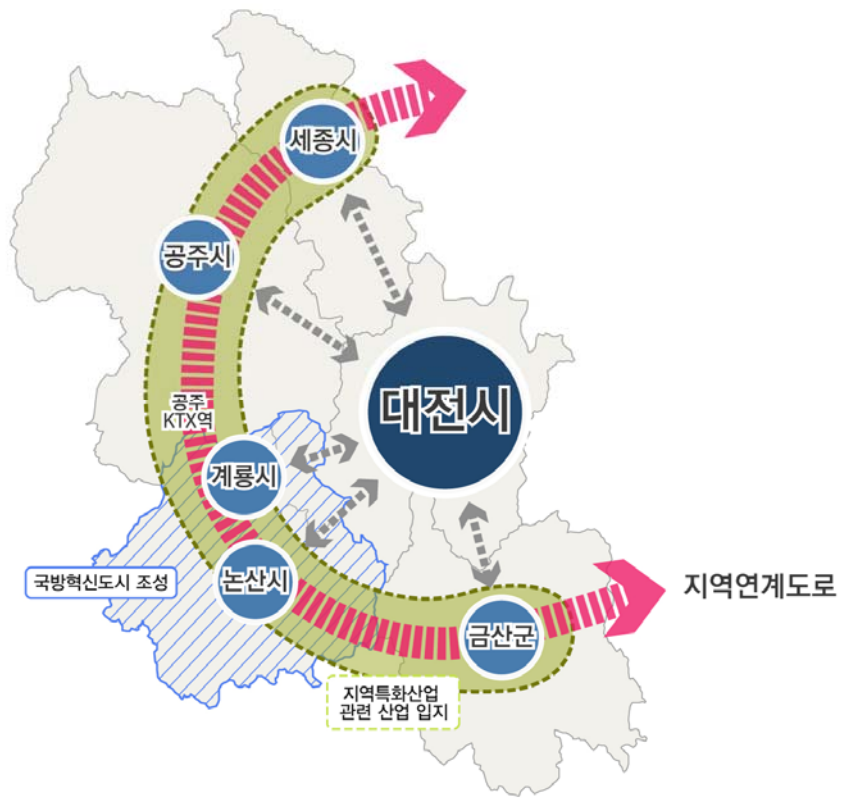 세종시
공주시
대전시
공주
KTX역
계룡시
국방혁신도시 조성
논산시
지역연계도로
금산군
지역특화산업
관련 산업 입지